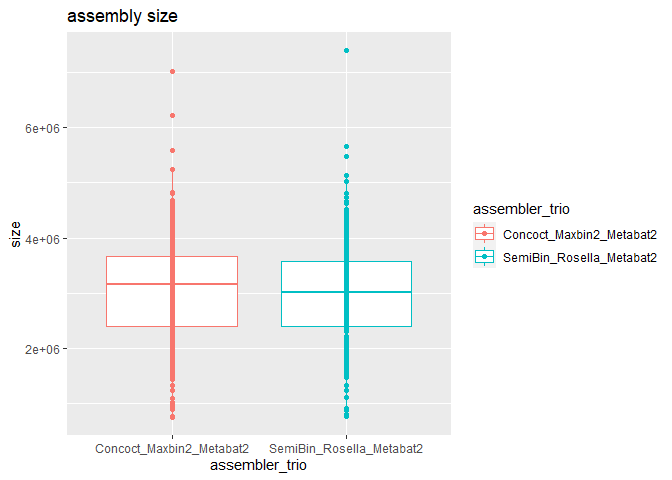 assembly size
6e+06
4e+06
2e+06
size
Concoct_Maxbin2_Metabat2
SemiBin_Rosella_Metabat2
assembler_trio
assembler_trio
Concoct_Maxbin2_Metabat2
SemiBin_Rosella_Metabat2